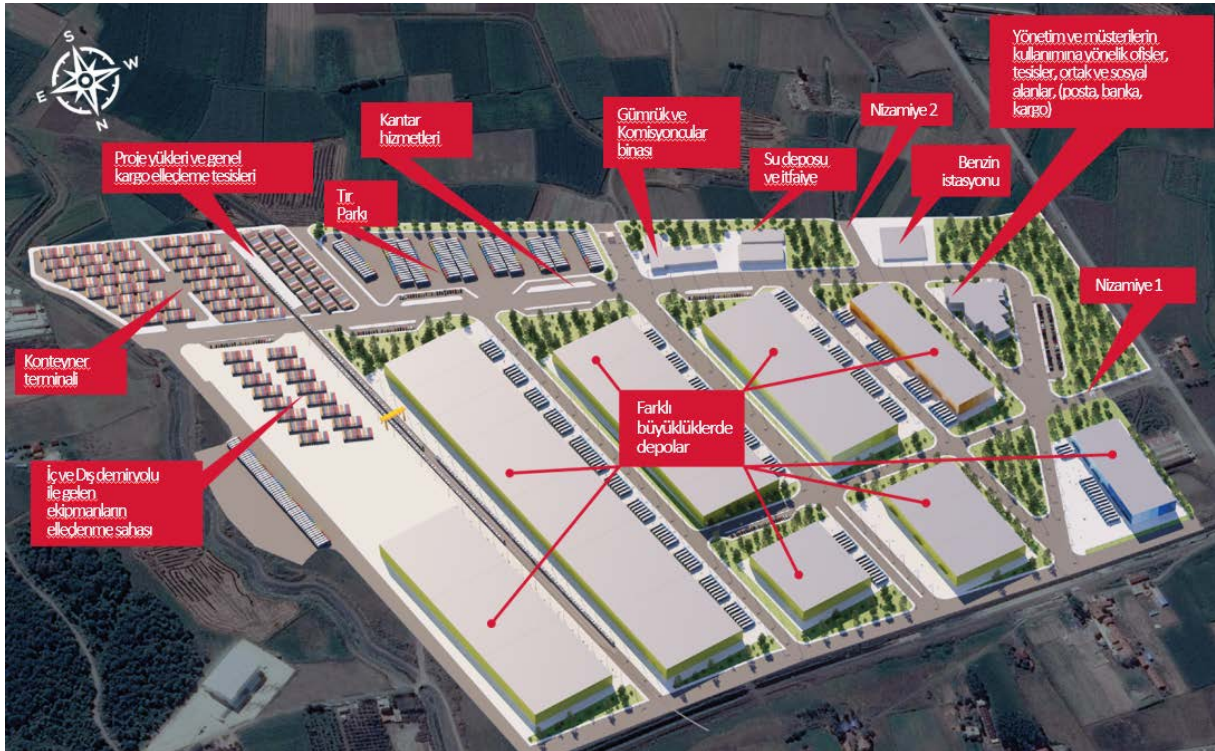 S
W
E
N
Proje yükleri ve genel
kargo elleçleme tesisleri
Kantar
hizmetleri
Tır
Parkı
Gümrük ve
Komisyoncular
binası
Su deposu
ve itfaiye
Nizamiye 2
Benzin
istasyonu
Yönetim ve müsterilerin
kullanımına yönelik ofisler,
tesisler, ortak ve sosyal
alanlar, (posta, banka,
kargo)
Nizamiye 1
Konteyner
terminali
Farklı
büyüklüklerde
depolar
İç ve Dış demiryolu
ile gelen
ekipmanların
elleçlenme sahası